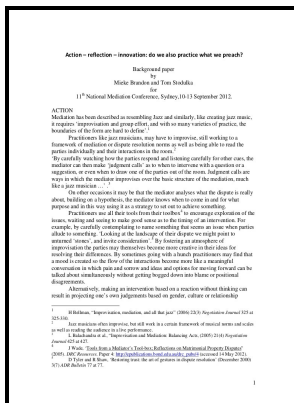 Action – reflection – innovation: do we also practice what we preach?
Background paper
by
Mieke Brandon and Tom Stodulka
for
11th National Mediation Conference, Sydney,10-13 September 2012.
ACTION
Mediation has been described as resembling Jazz and similarly, like creating jazz music,
it requires 'improvisation and group effort, and with so many varieties of practice, the
boundaries of the form are hard to define'.1
Practitioners like jazz musicians, may have to improvise, still working to a
framework of mediation or dispute resolution norms as well as being able to read the
parties individually and their interactions in the room.2
"By carefully watching how the parties respond and listening carefully for other cues, the
mediator can then make 'judgment calls' as to when to intervene with a question or a
suggestion, or even when to draw one of the parties out of the room. Judgment calls are
ways in which the mediator improvises over the basic structure of the mediation, much
like a jazz musician …' .3
On other occasions it may be that the mediator analyses what the dispute is really
about, building on a hypothesis, the mediator knows when to come in and for what
purpose and in this way using it as a strategy to set out to achieve something.
Practitioners use all their tools from their toolbox4 to encourage exploration of the
issues, waiting and seeing to make good sense as to the timing of an intervention. For
example, by carefully contemplating to name something that seems an issue when parties
allude to something. 'Looking at the landscape of their dispute we might point to
unturned 'stones', and invite consideration'. By fostering an atmosphere of
improvisation the parties may themselves become more creative in their ideas for
resolving their differences. By sometimes going with a hunch practitioners may find that
a mood is created so the flow of the interactions become more like a meaningful
conversation in which pain and sorrow and ideas and options for moving forward can be
talked about simultaneously without getting bogged down into blame or positional
disagreements.
Alternatively, making an intervention based on a reaction without thinking can
result in projecting one's own judgements based on gender, culture or relationship
1 H Bellman, "Improvisation, mediation, and all that jazz" (2006) 22(3) Negotiation Journal 325 at
325-330.
2 Jazz musicians often improvise, but still work in a certain framework of musical norms and scales
as well as reading the audience in a live performance.
3 L Balachandra et al, "Improvisation and Mediation: Balancing Acts, (2005) 21(4) Negotiation
Journal 425 at 427.
4 J Wade, "Tools from a Mediator's Tool-box; Reflections on Matrimonial Property Disputes"
(2005). DRC Resources, Paper 4. http://publications.bond.edu.au/drc_pubs/4 (accessed 14 May 2012).
D Tyler and R Shaw, "Restoring trust: the art of gestures in dispute resolution" (December 2000)
3(7) ADR Bulletin 77 at 77.
1